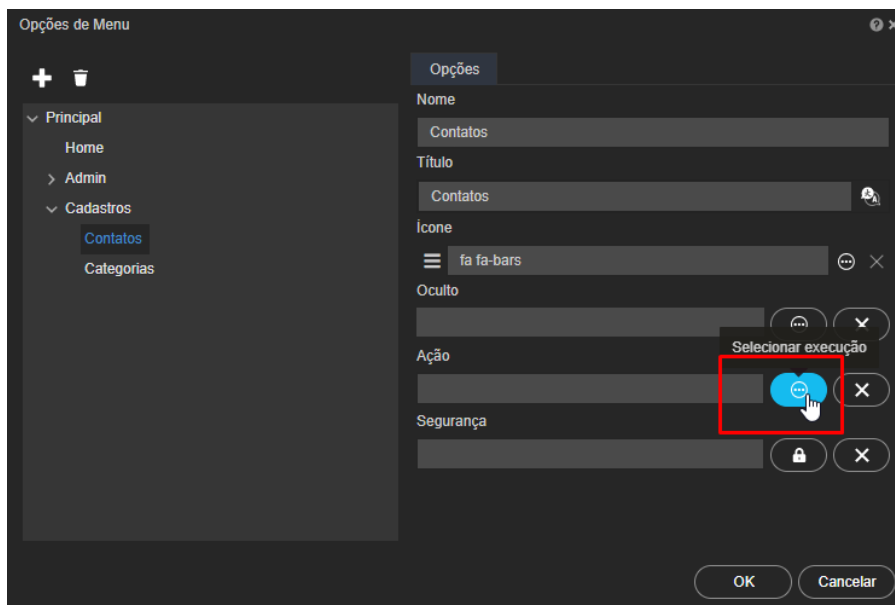 Opções de Menu
Opções
Principal
Home
Admin
Cadastros
Contatos
Categorias
Nome
Contatos
Título
Contatos
Ícone
fa fa-bars
Oculto
Selecionar execução
Ação
Segurança
OK
Cancelar